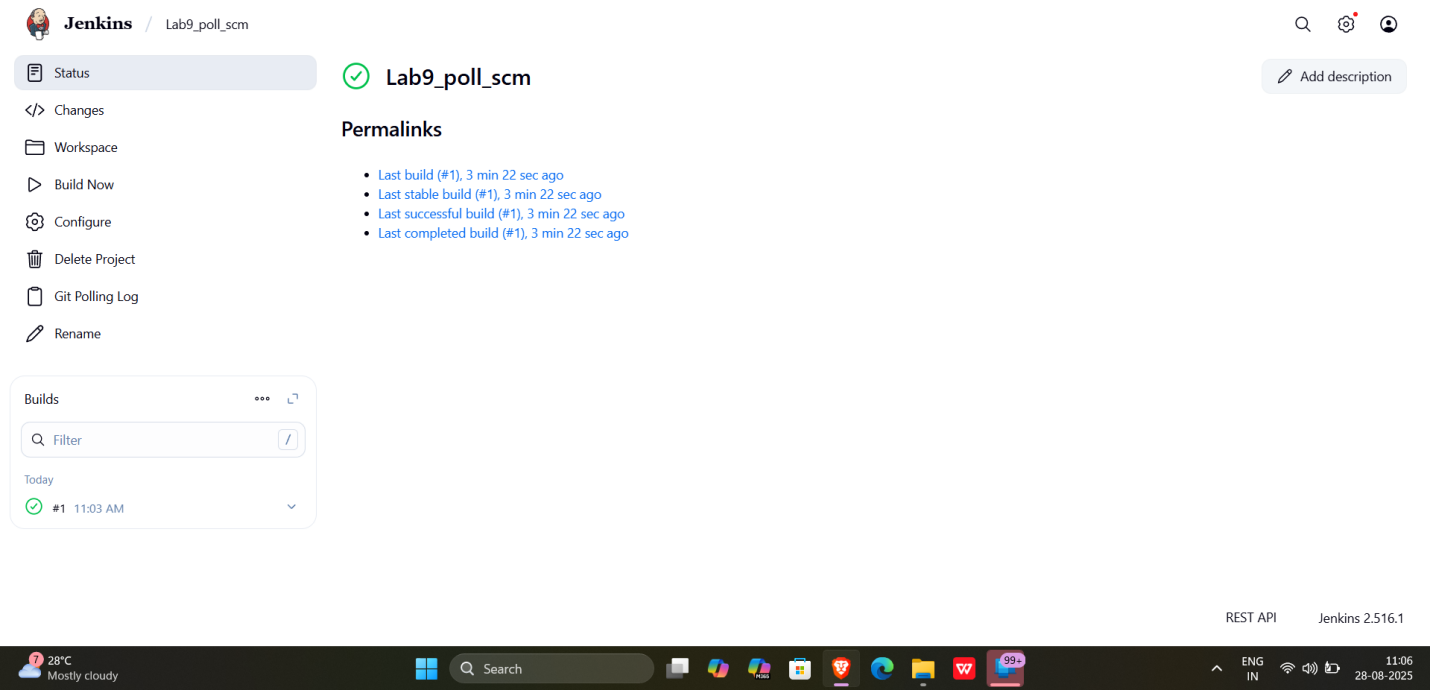 Jenkins / Lab9_poll_scm
Status
Changes
Workspace
Build Now
Configure
Delete Project
Git Polling Log
Rename
Builds
Filter /
Today
#1 11:03 AM
Lab9_poll_scm
Add description
Permalinks
Last build (#1), 3 min 22 sec ago
Last stable build (#1), 3 min 22 sec ago
Last successful build (#1), 3 min 22 sec ago
Last completed build (#1), 3 min 22 sec ago
REST API Jenkins 2.516.1
7
28°C
Mostly cloudy
Search
M365
W
99+
ENG
IN
11:06
28-08-2025